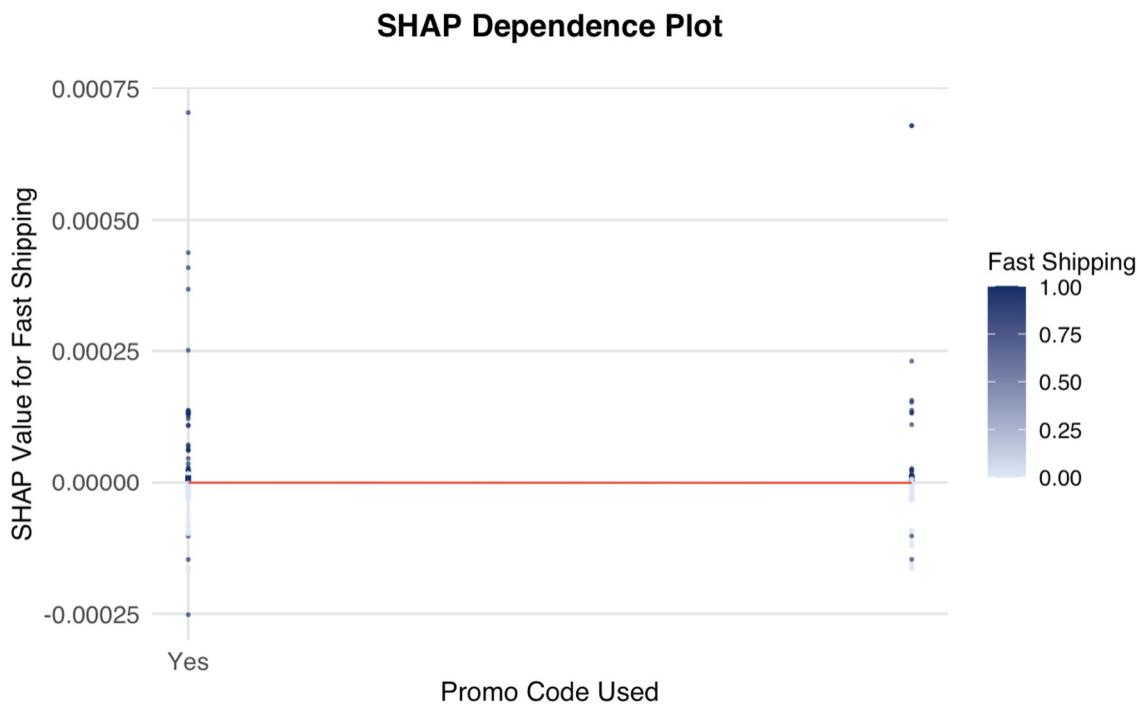 SHAP Dependence Plot
SHAP Value for Fast Shipping
0.00075
0.00050
0.00025
0.00000
-0.00025
Yes
Promo Code Used
Fast Shipping
1.00
0.75
0.50
0.25
0.00